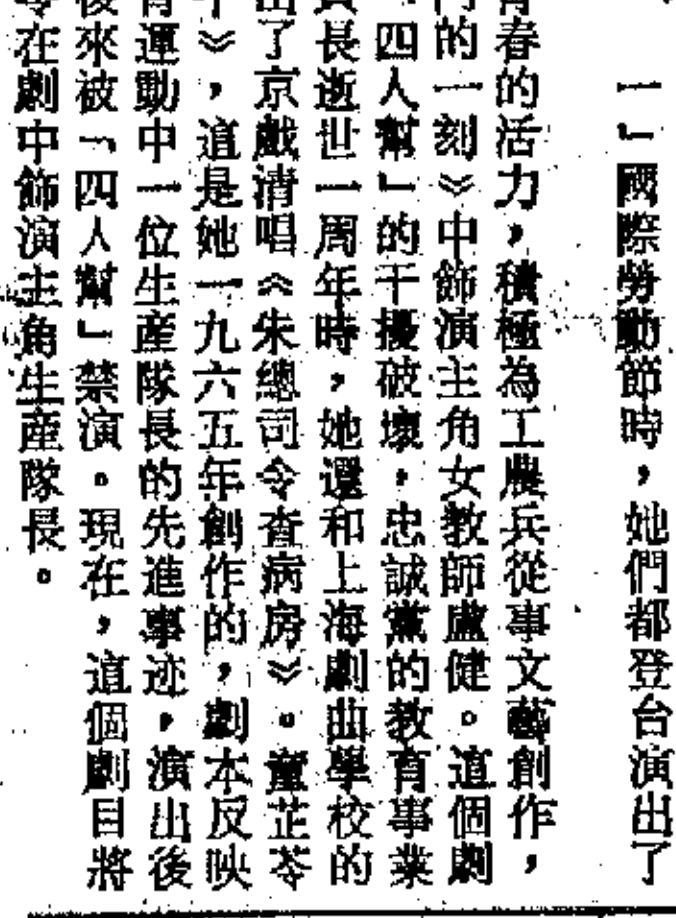 一」國際勞動節時，她們都登台演出了
青春的活力，積極為工農兵從事文藝創作，
的一刻》中飾演主角女教師盧健。這個劇
「四人幫」的干擾破壞，忠誠黨的教育事業
長逝世一周年時，她還和上海劇曲學校的
出了京戲清唱《朱總司令查病房》。童芷苓
》，這是她一九六五年創作的，劇本反映
育運動中一位生產隊長的先進事迹，演出後
後來被「四人幫」禁演。現在，這個劇目將
在劇中飾演主角生產隊長。